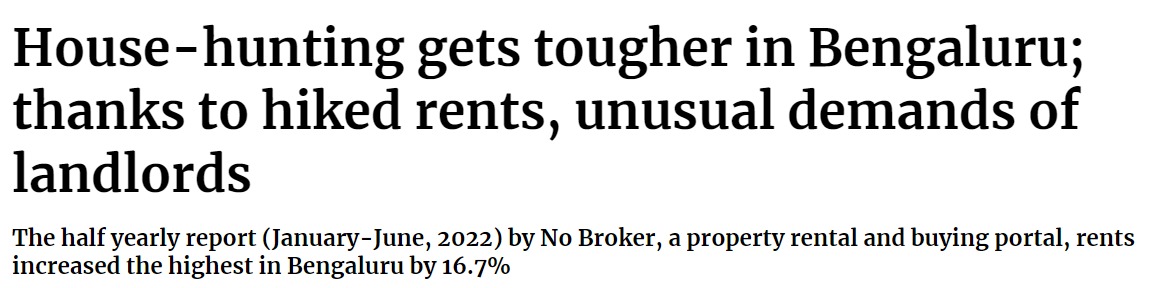 House-hunting gets tougher in Bengaluru;
thanks to hiked rents, unusual demands of
landlords
The half yearly report (January-June, 2022) by No Broker, a property rental and buying portal, rents
increased the highest in Bengaluru by 16.7%